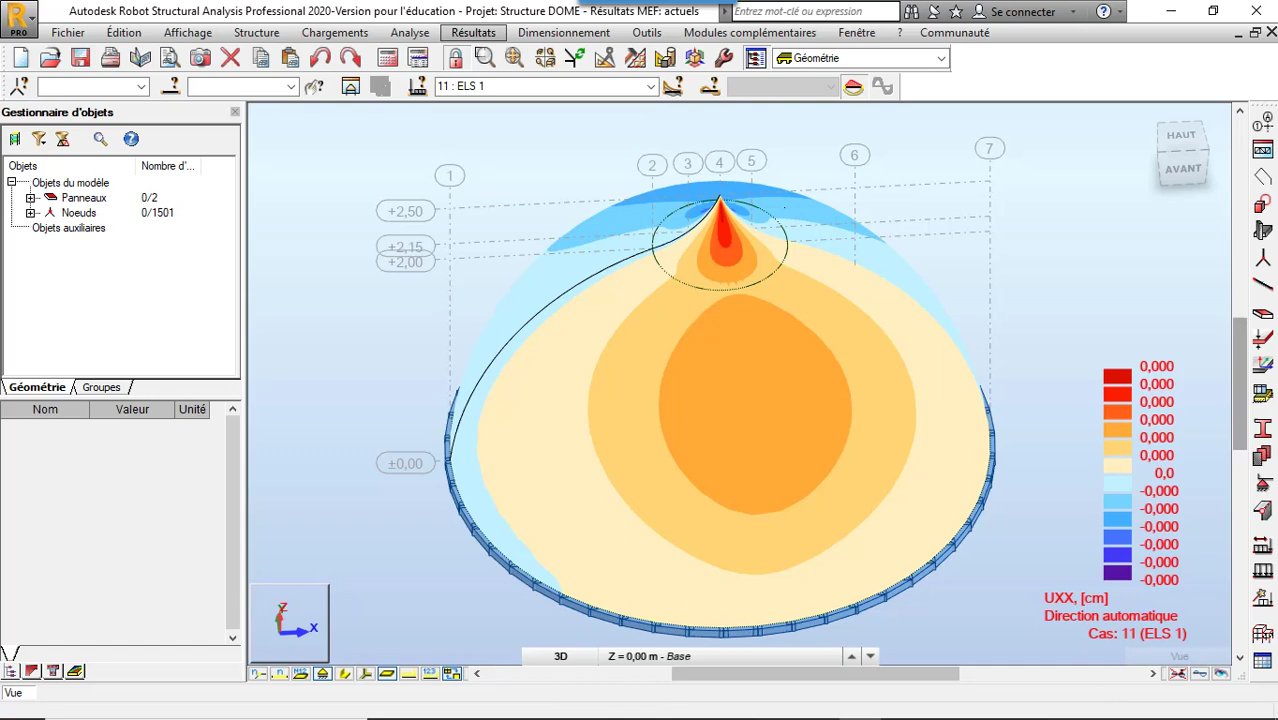 Autodesk Robot Structural Analysis Professional 2020-Version pour l'éducation - Projet: Structure DOME - Résultats MEF: actuels
Entrez mot-clé ou expression
Se connecter
?
PRO
Fichier Édition Affichage Structure Chargements Analyse Résultats Dimensionnement Outils Modules complémentaires Fenêtre ? Communauté
Géométrie
11 : ELS 1
Gestionnaire d'objets
Objets Nombre d'...
Objets du modèle
Panneaux 0/2
Noeuds 0/1501
Objets auxiliaires
Géométrie Groupes
Nom Valeur Unité
HAUT
AVANT
1 2 3 4 5 6 7
+2,50
+2,15
+2,00
±0,00
0,000
0,000
0,000
0,000
0,000
0,0
-0,000
-0,000
-0,000
-0,000
-0,000
-0,000
UXX, [cm]
Direction automatique
Cas: 11 (ELS 1)
Z
X
3D Z = 0,00 m - Base
Vue
Vue